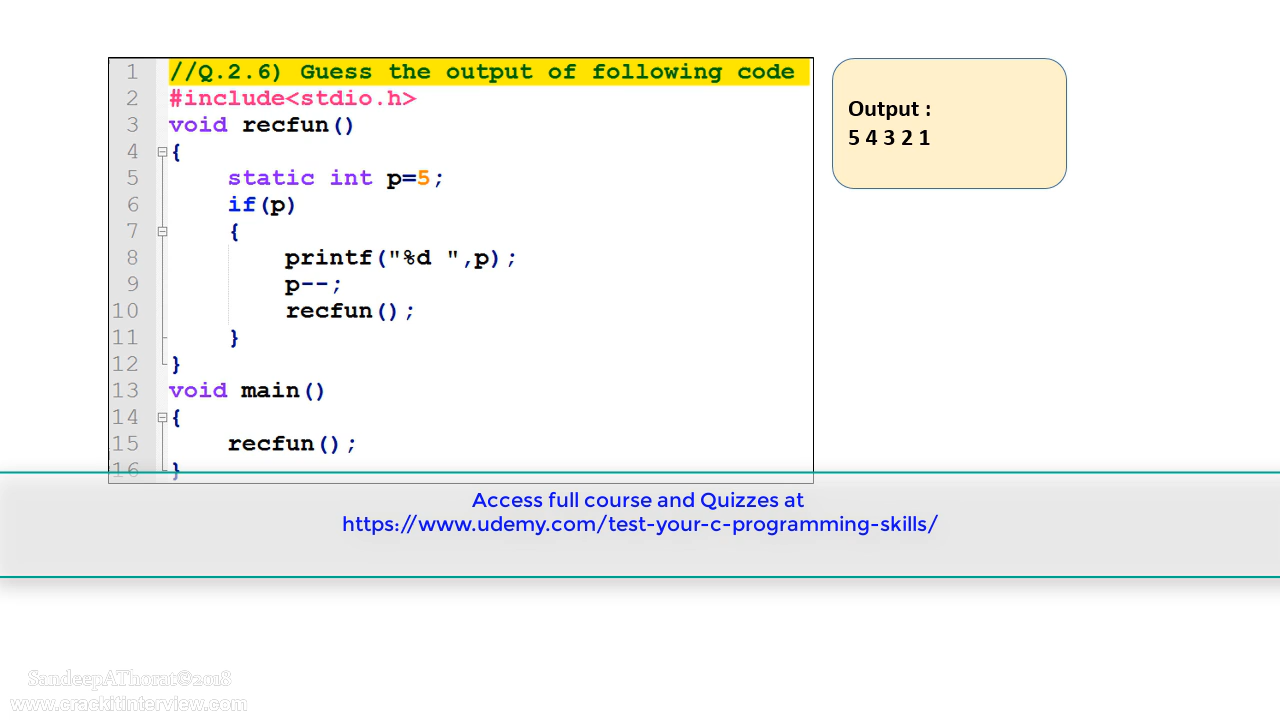 1 //Q.2.6) Guess the output of following code
2 #include<stdio.h>
3 void recfun()
4 {
5 static int p=5;
6 if(p)
7 {
8 printf("%d ",p);
9 p--;
10 recfun();
11 }
12 }
13 void main()
14 {
15 recfun();
16 }
Output :
5 4 3 2 1
Access full course and Quizzes at
https://www.udemy.com/test-your-c-programming-skills/
SandeepAThorat©2018
www.crackitinterview.com